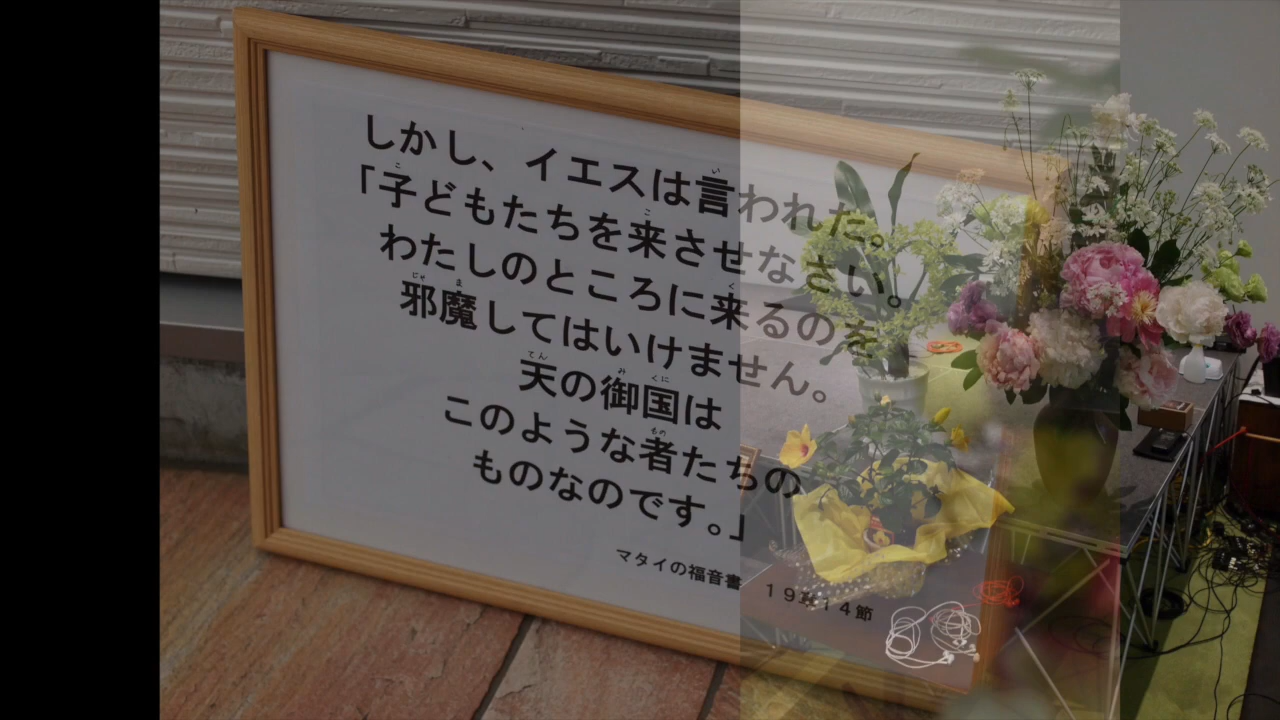 しかし、イエスは言われた。
「子どもたちを来させなさい。
わたしのところに来るのを
邪魔してはいけません。
天の御国は
このような者たちの
ものなのです。」
マタイの福音書 19章14節